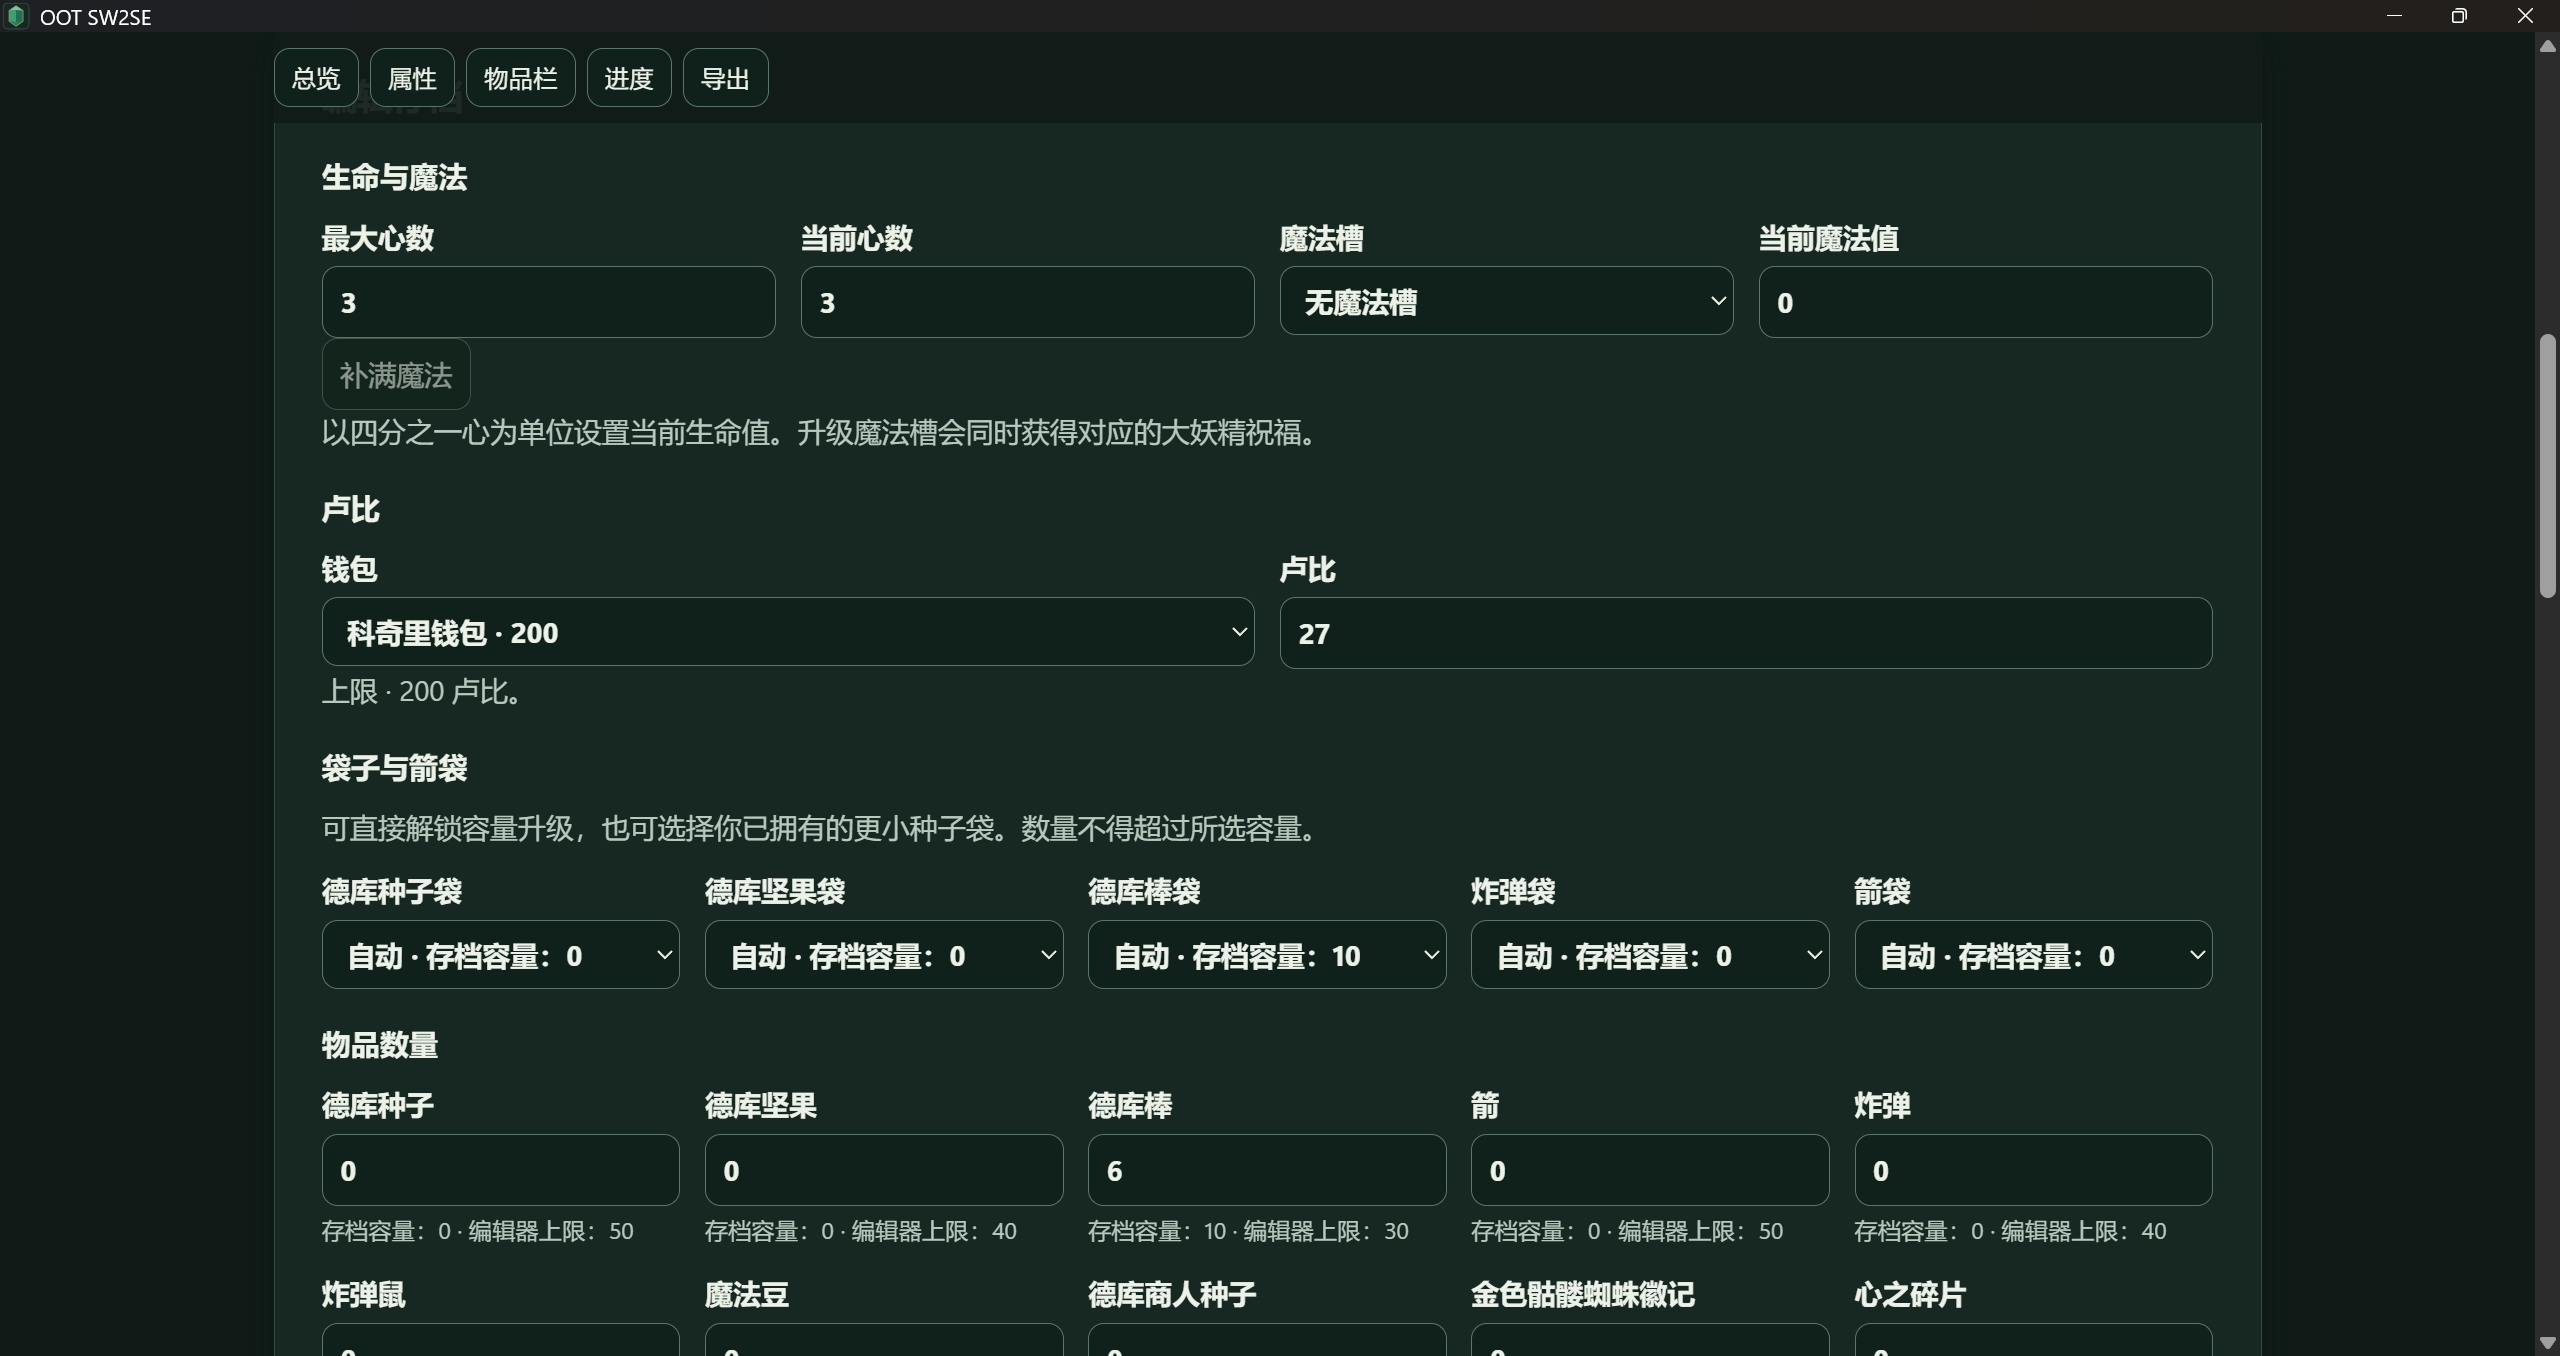 OOT SW2SE
总览 属性 物品栏 进度 导出
生命与魔法
最大心数 当前心数 魔法槽 当前魔法值
3 3 无魔法槽 0
补满魔法
以四分之一心为单位设置当前生命值。升级魔法槽会同时获得对应的大妖精祝福。
卢比
钱包 卢比
科奇里钱包 · 200 27
上限 · 200 卢比。
袋子与箭袋
可直接解锁容量升级，也可选择你已拥有的更小种子袋。数量不得超过所选容量。
德库种子袋 德库坚果袋 德库棒袋 炸弹袋 箭袋
自动 · 存档容量：0 自动 · 存档容量：0 自动 · 存档容量：10 自动 · 存档容量：0 自动 · 存档容量：0
物品数量
德库种子 德库坚果 德库棒 箭 炸弹
0 0 6 0 0
存档容量：0 · 编辑器上限：50 存档容量：0 · 编辑器上限：40 存档容量：10 · 编辑器上限：30 存档容量：0 · 编辑器上限：50 存档容量：0 · 编辑器上限：40
炸弹鼠 魔法豆 德库商人种子 金色骷髅蜘蛛徽记 心之碎片